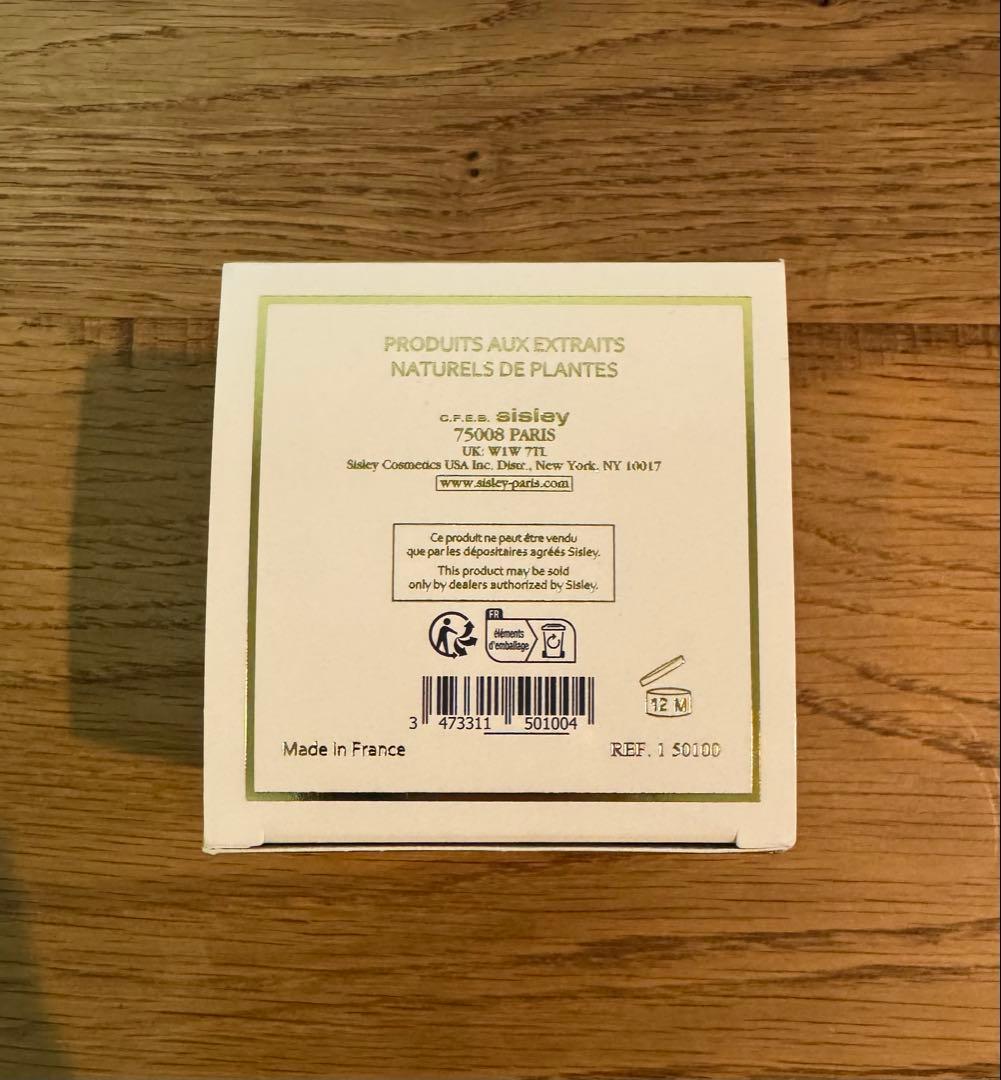 PRODUITS AUX EXTRAITS
NATURELS DE PLANTES
C.F.E.B. sisley
75008 PARIS
UK: W1W 7TL
Sisley Cosmetics USA Inc. Distr., New York. NY 10017
www.sisley-paris.com
Ce produit ne peut être vendu
que par les dépositaires agréés Sisley.
This product may be sold
only by dealers authorized by Sisley.
FR
éléments
d'emballage
12 M
3 473311 501004
Made in France
REF. 1 50100